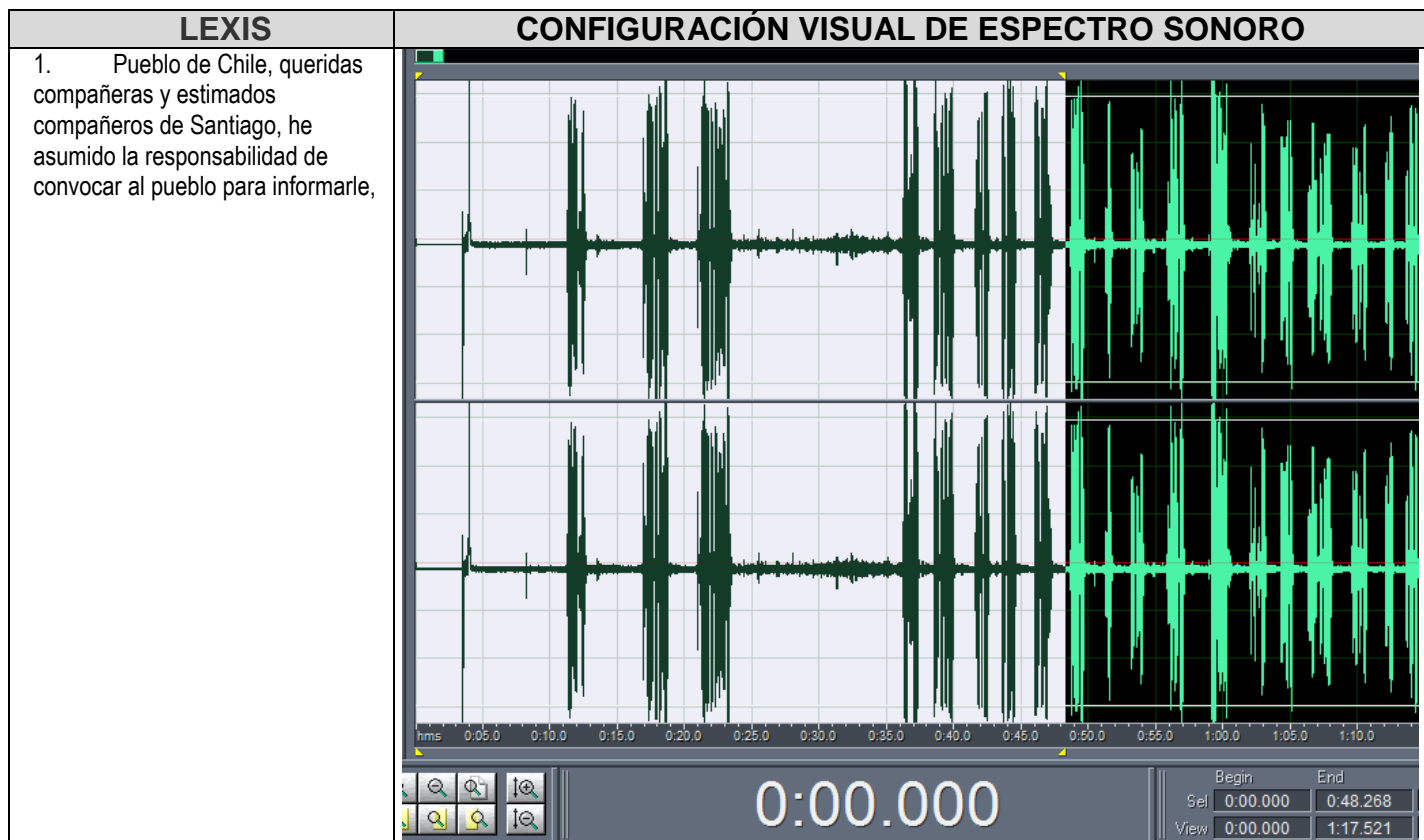 LEXIS
CONFIGURACIÓN VISUAL DE ESPECTRO SONORO
1. Pueblo de Chile, queridas
compañeras y estimados
compañeros de Santiago, he
asumido la responsabilidad de
convocar al pueblo para informarle,
hms 0:05.0 0:10.0 0:15.0 0:20.0 0:25.0 0:30.0 0:35.0 0:40.0 0:45.0 0:50.0 0:55.0 1:00.0 1:05.0 1:10.0
0:00.000
Begin End
Sel 0:00.000 0:48.268
View 0:00.000 1:17.521